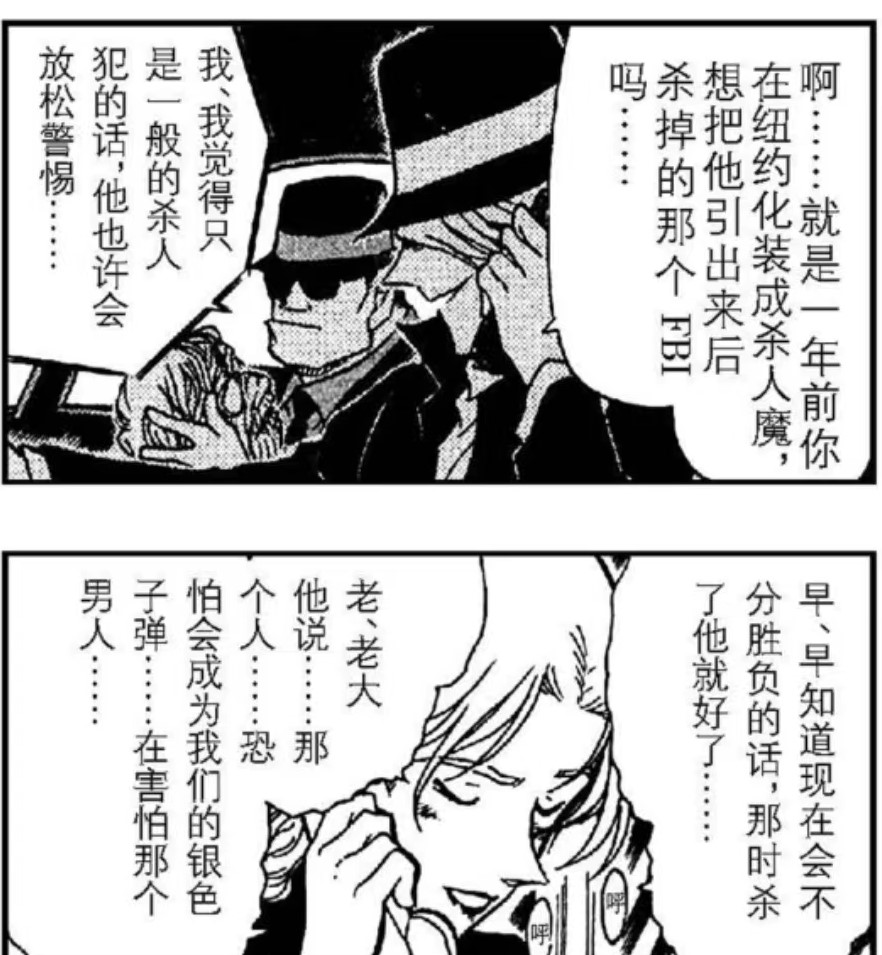 啊……就是一年前你
在纽约化装成杀人魔,
想把他引出来后
杀掉的那个FBI
吗……
我、我觉得只
是一般的杀人
犯的话,他也许会
放松警惕……
早、早知道现在会不
分胜负的话,那时杀
了他就好了……
老、老大
他说……那
个人……恐
怕会成为我们的银色
子弹……在害怕那个
男人……
呼
呼